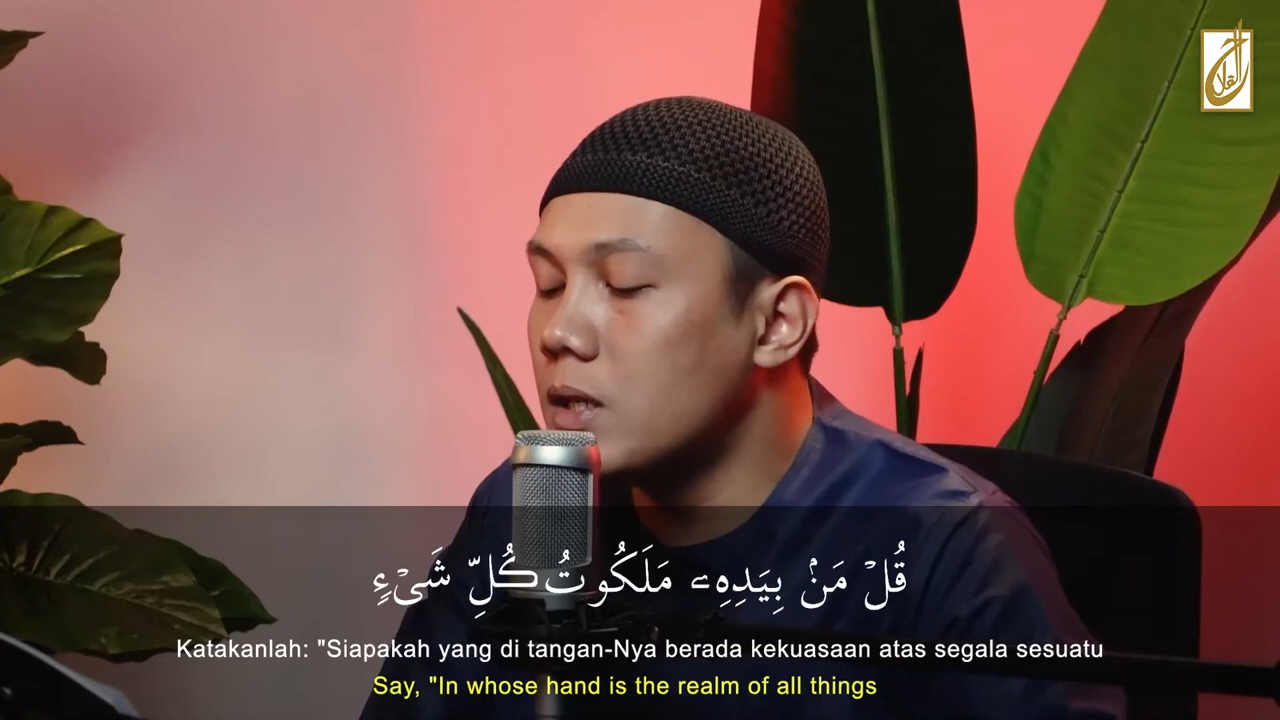 قُلۡ مَنۢ بِيَدِهِۦ مَلَكُوتُ كُلِّ شَيۡءٍ
Katakanlah: "Siapakah yang di tangan-Nya berada kekuasaan atas segala sesuatu
Say, "In whose hand is the realm of all things